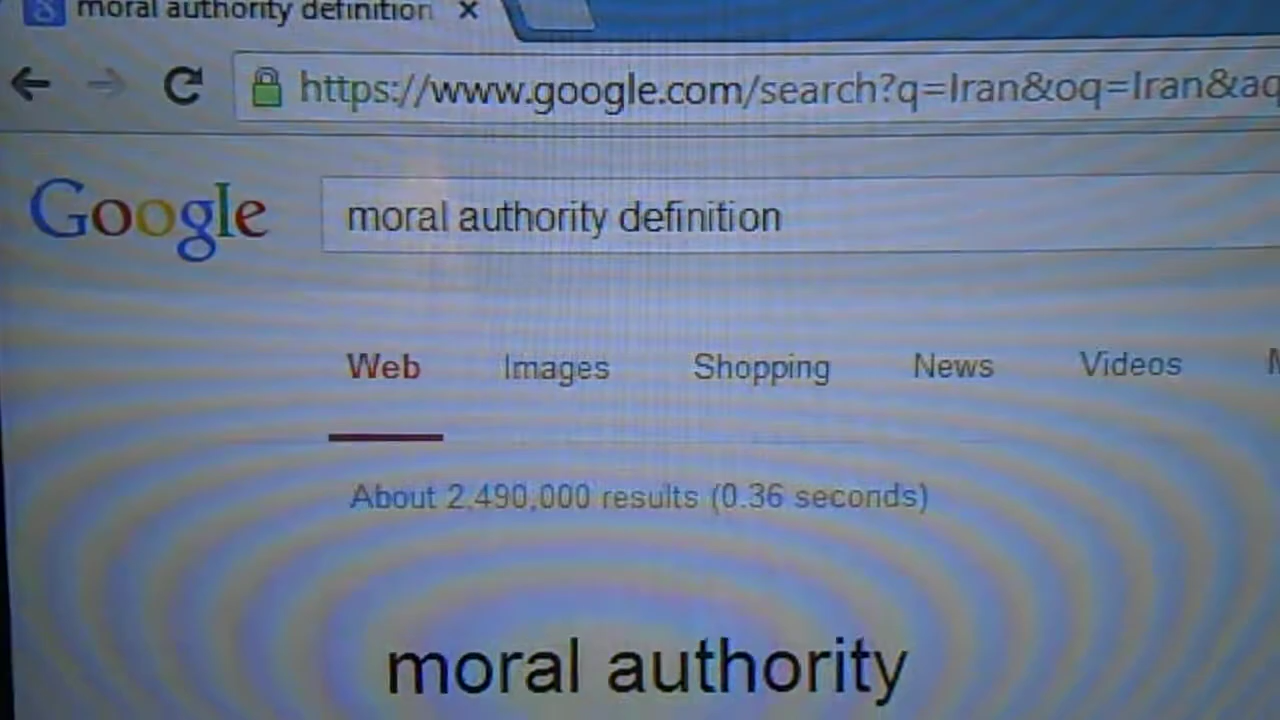 moral authority definition
https://www.google.com/search?q=Iran&oq=Iran&aq
Google
moral authority definition
Web Images Shopping News Videos
About 2,490,000 results (0.36 seconds)
moral authority